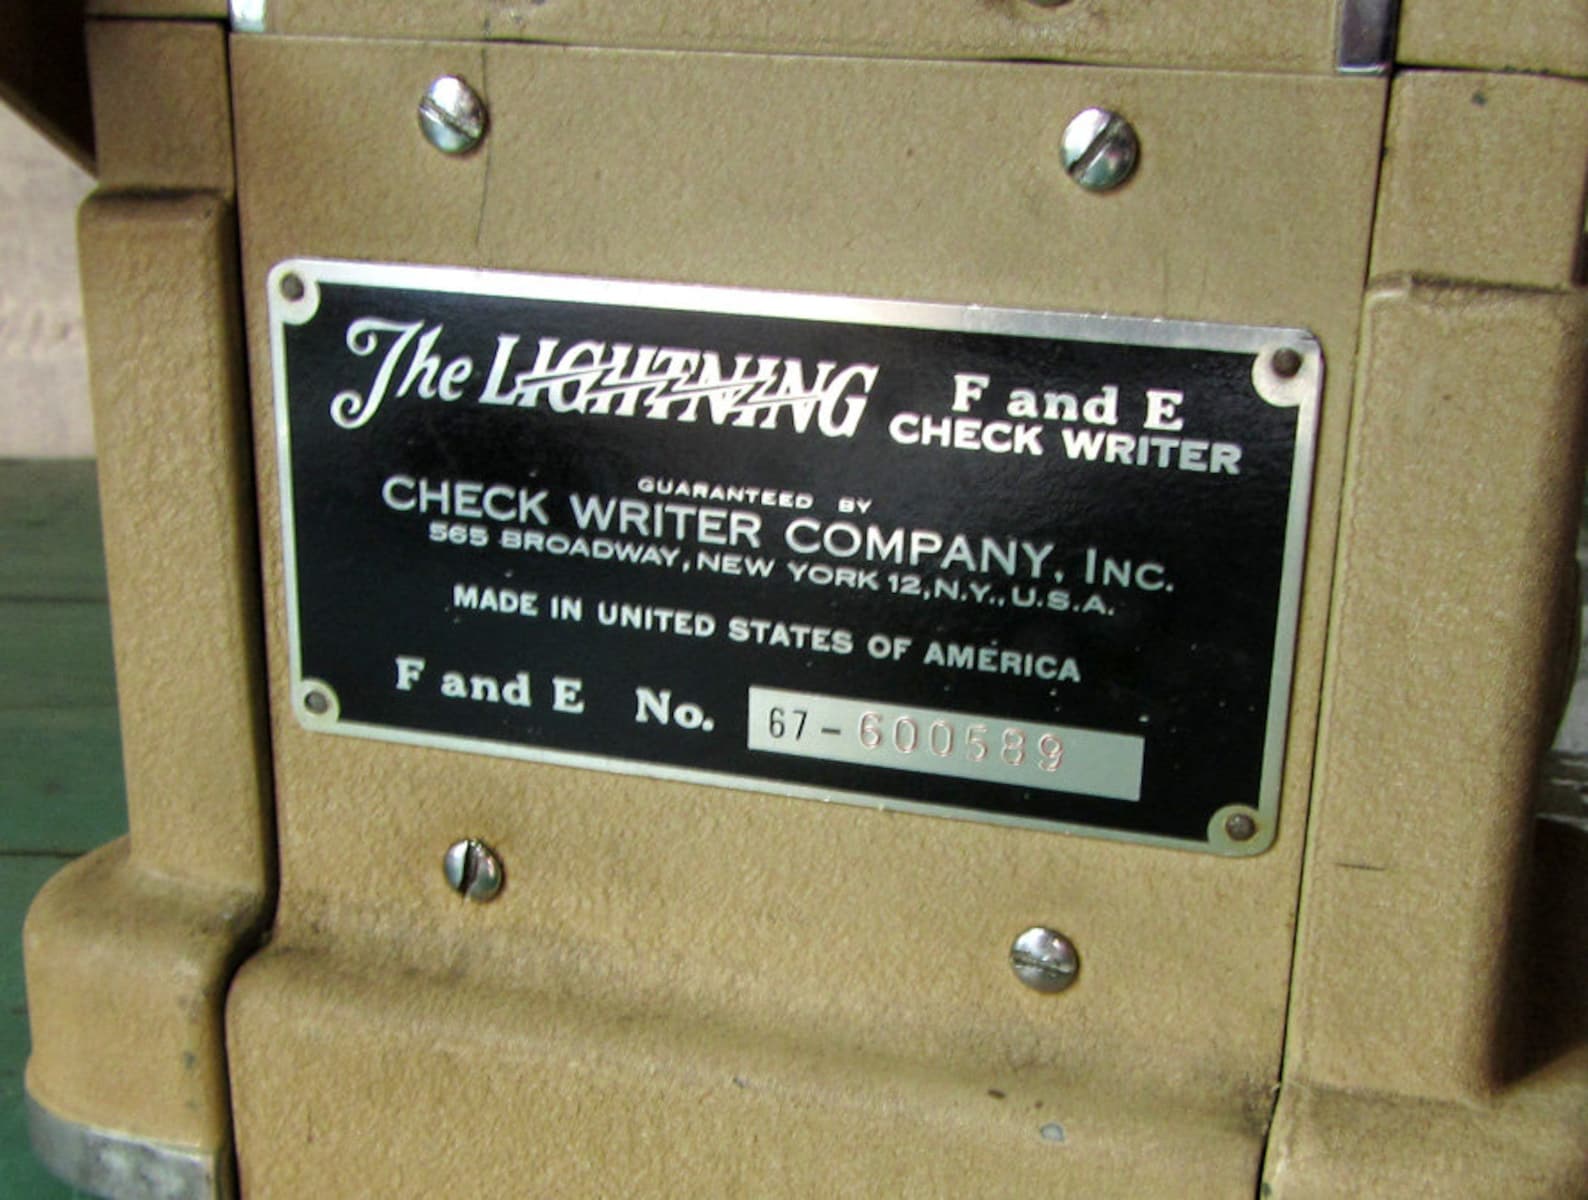 The LIGHTNING F and E
CHECK WRITER
GUARANTEED BY
CHECK WRITER COMPANY, INC.
565 BROADWAY, NEW YORK 12, N.Y., U.S.A.
MADE IN UNITED STATES OF AMERICA
F and E No. 67-600589